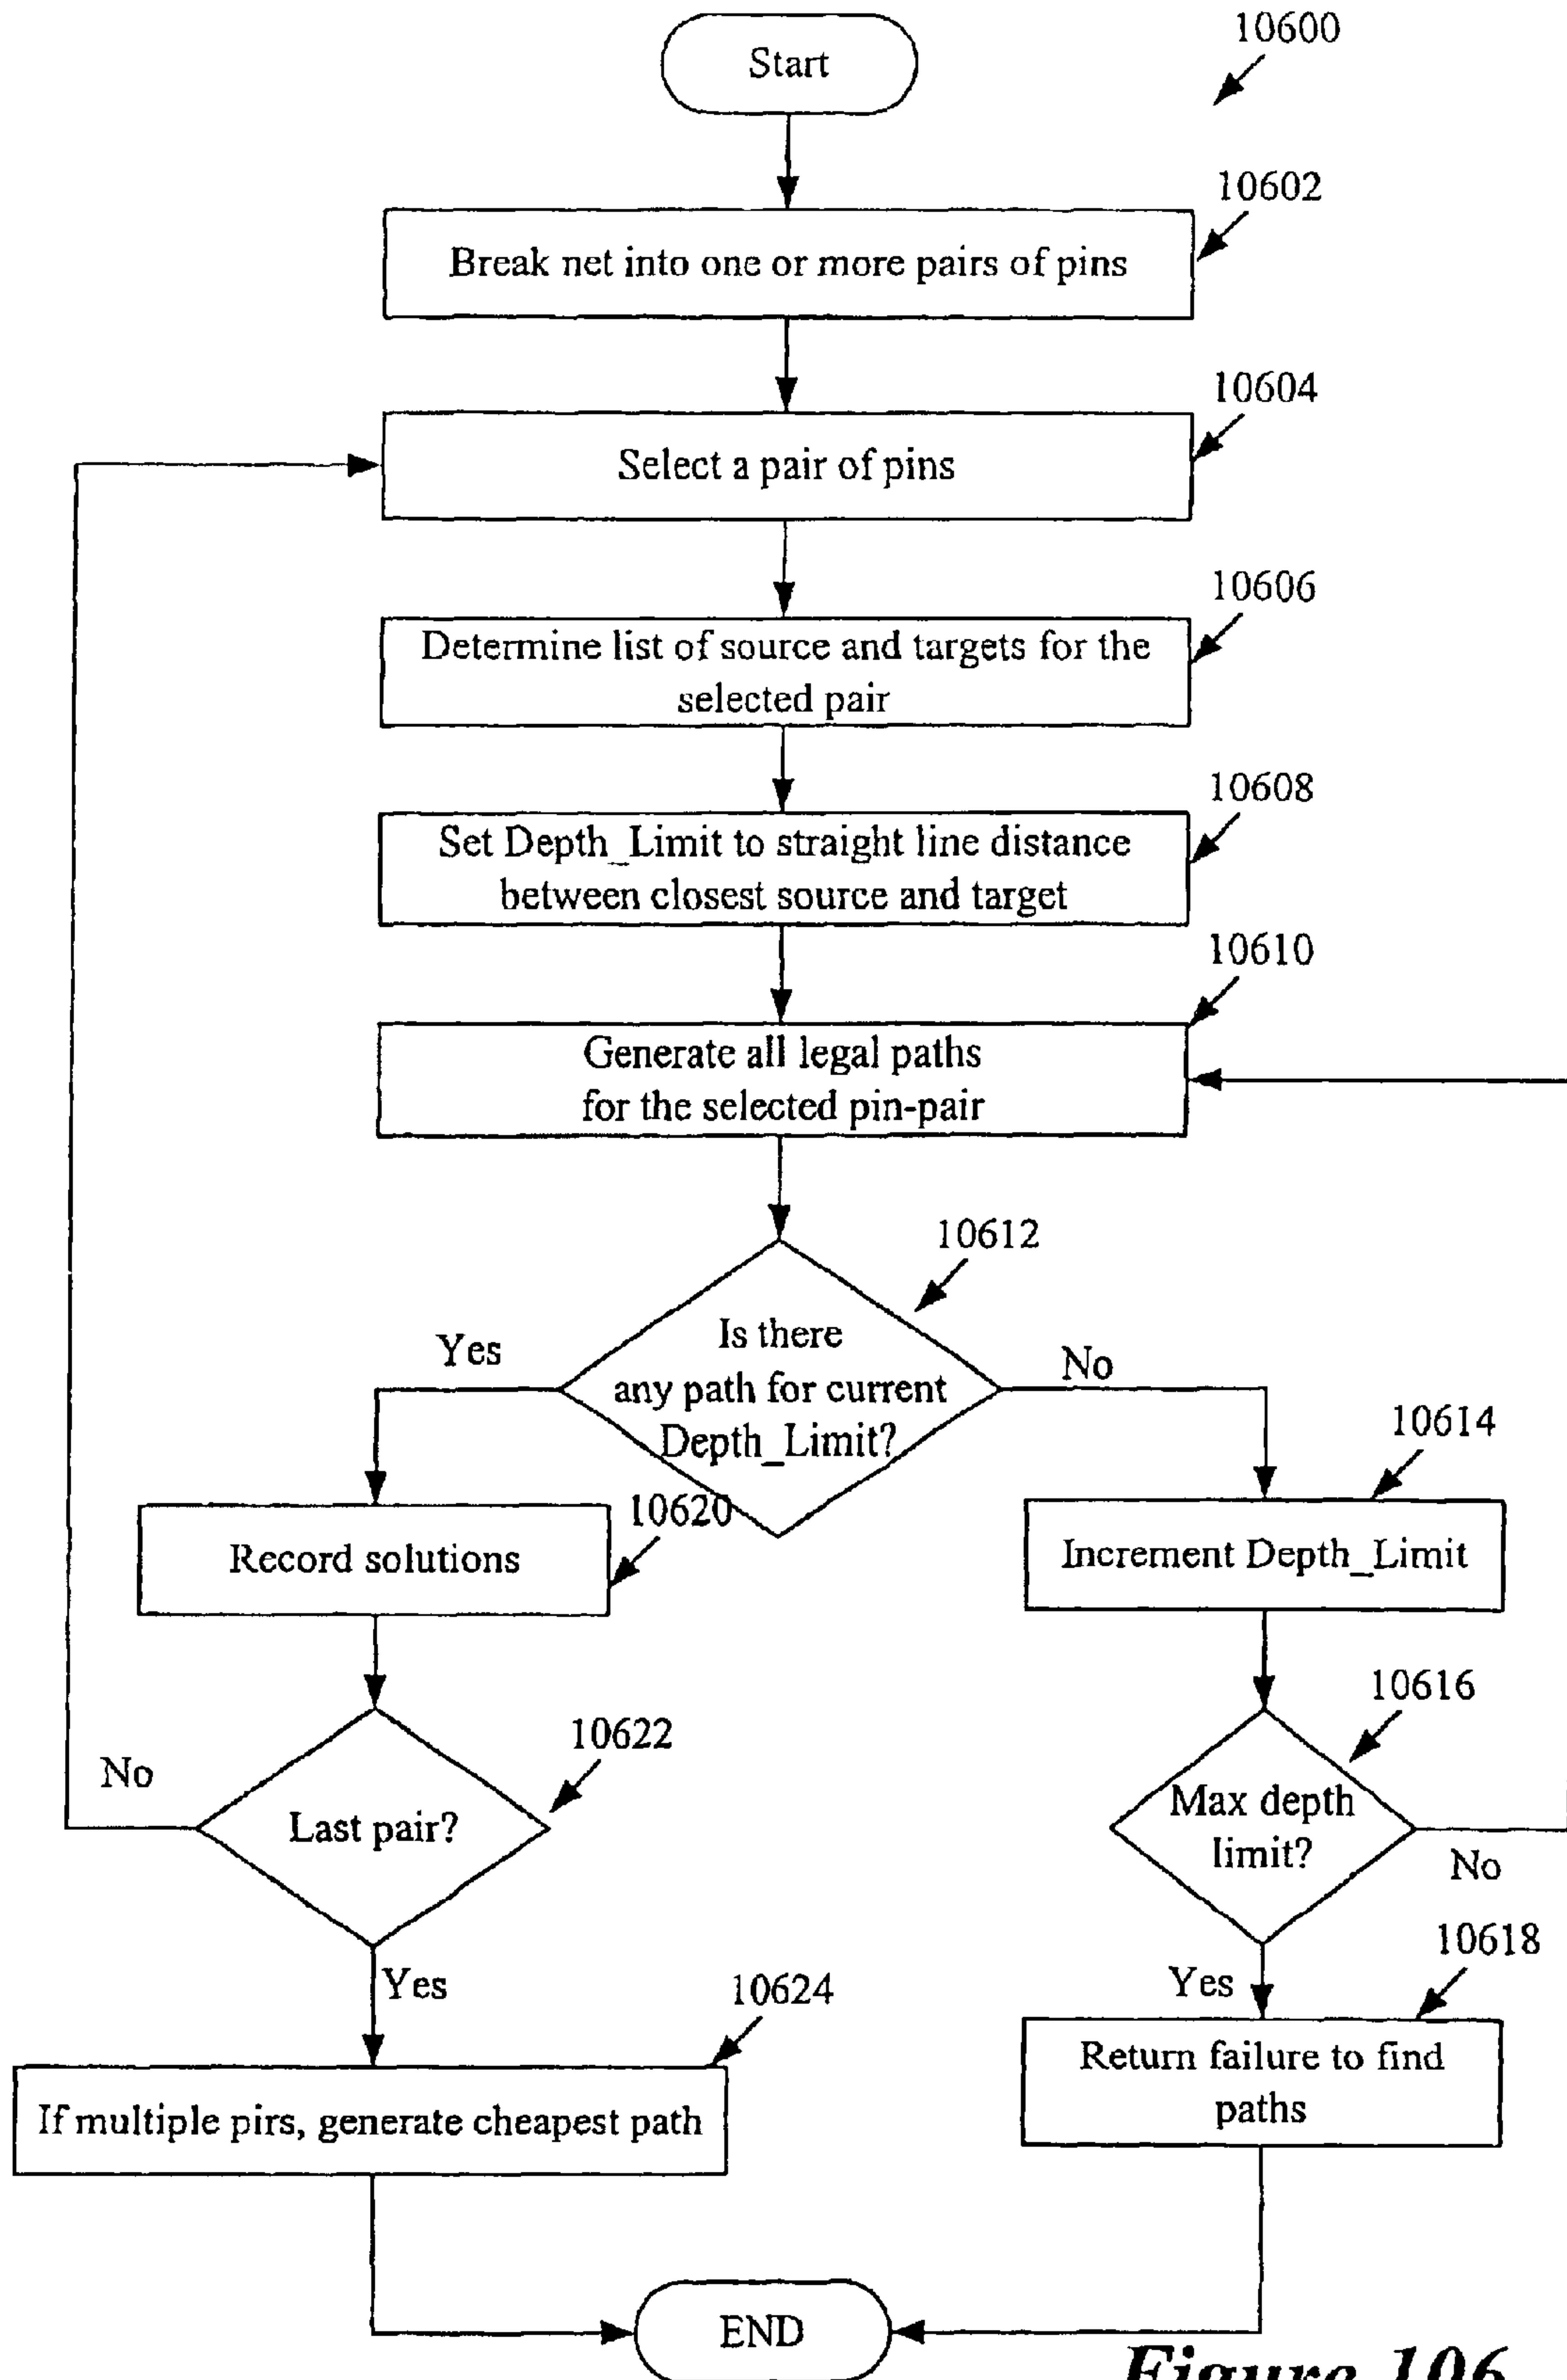 10600
Start
10602
Break net into one or more pairs of pins
10604
Select a pair of pins
10606
Determine list of source and targets for the
selected pair
10608
Set Depth_Limit to straight line distance
between closest source and target
10610
Generate all legal paths
for the selected pin-pair
10612
Is there
any path for current
Depth_Limit?
Yes
No
10614
10620
Record solutions
Increment Depth_Limit
10616
10622
No
Last pair?
Max depth
limit?
No
10618
Yes
Yes
10624
Return failure to find
paths
If multiple pirs, generate cheapest path
END
Figure 106